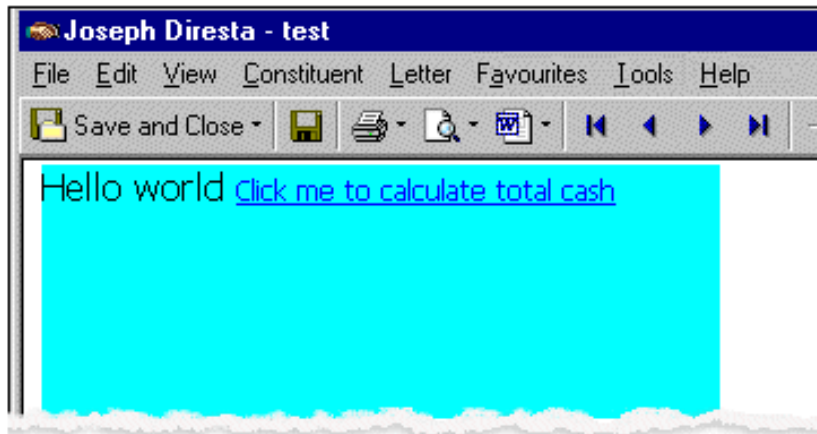 Joseph Diresta - test
File Edit View Constituent Letter Favourites Tools Help
Save and Close
Hello world Click me to calculate total cash